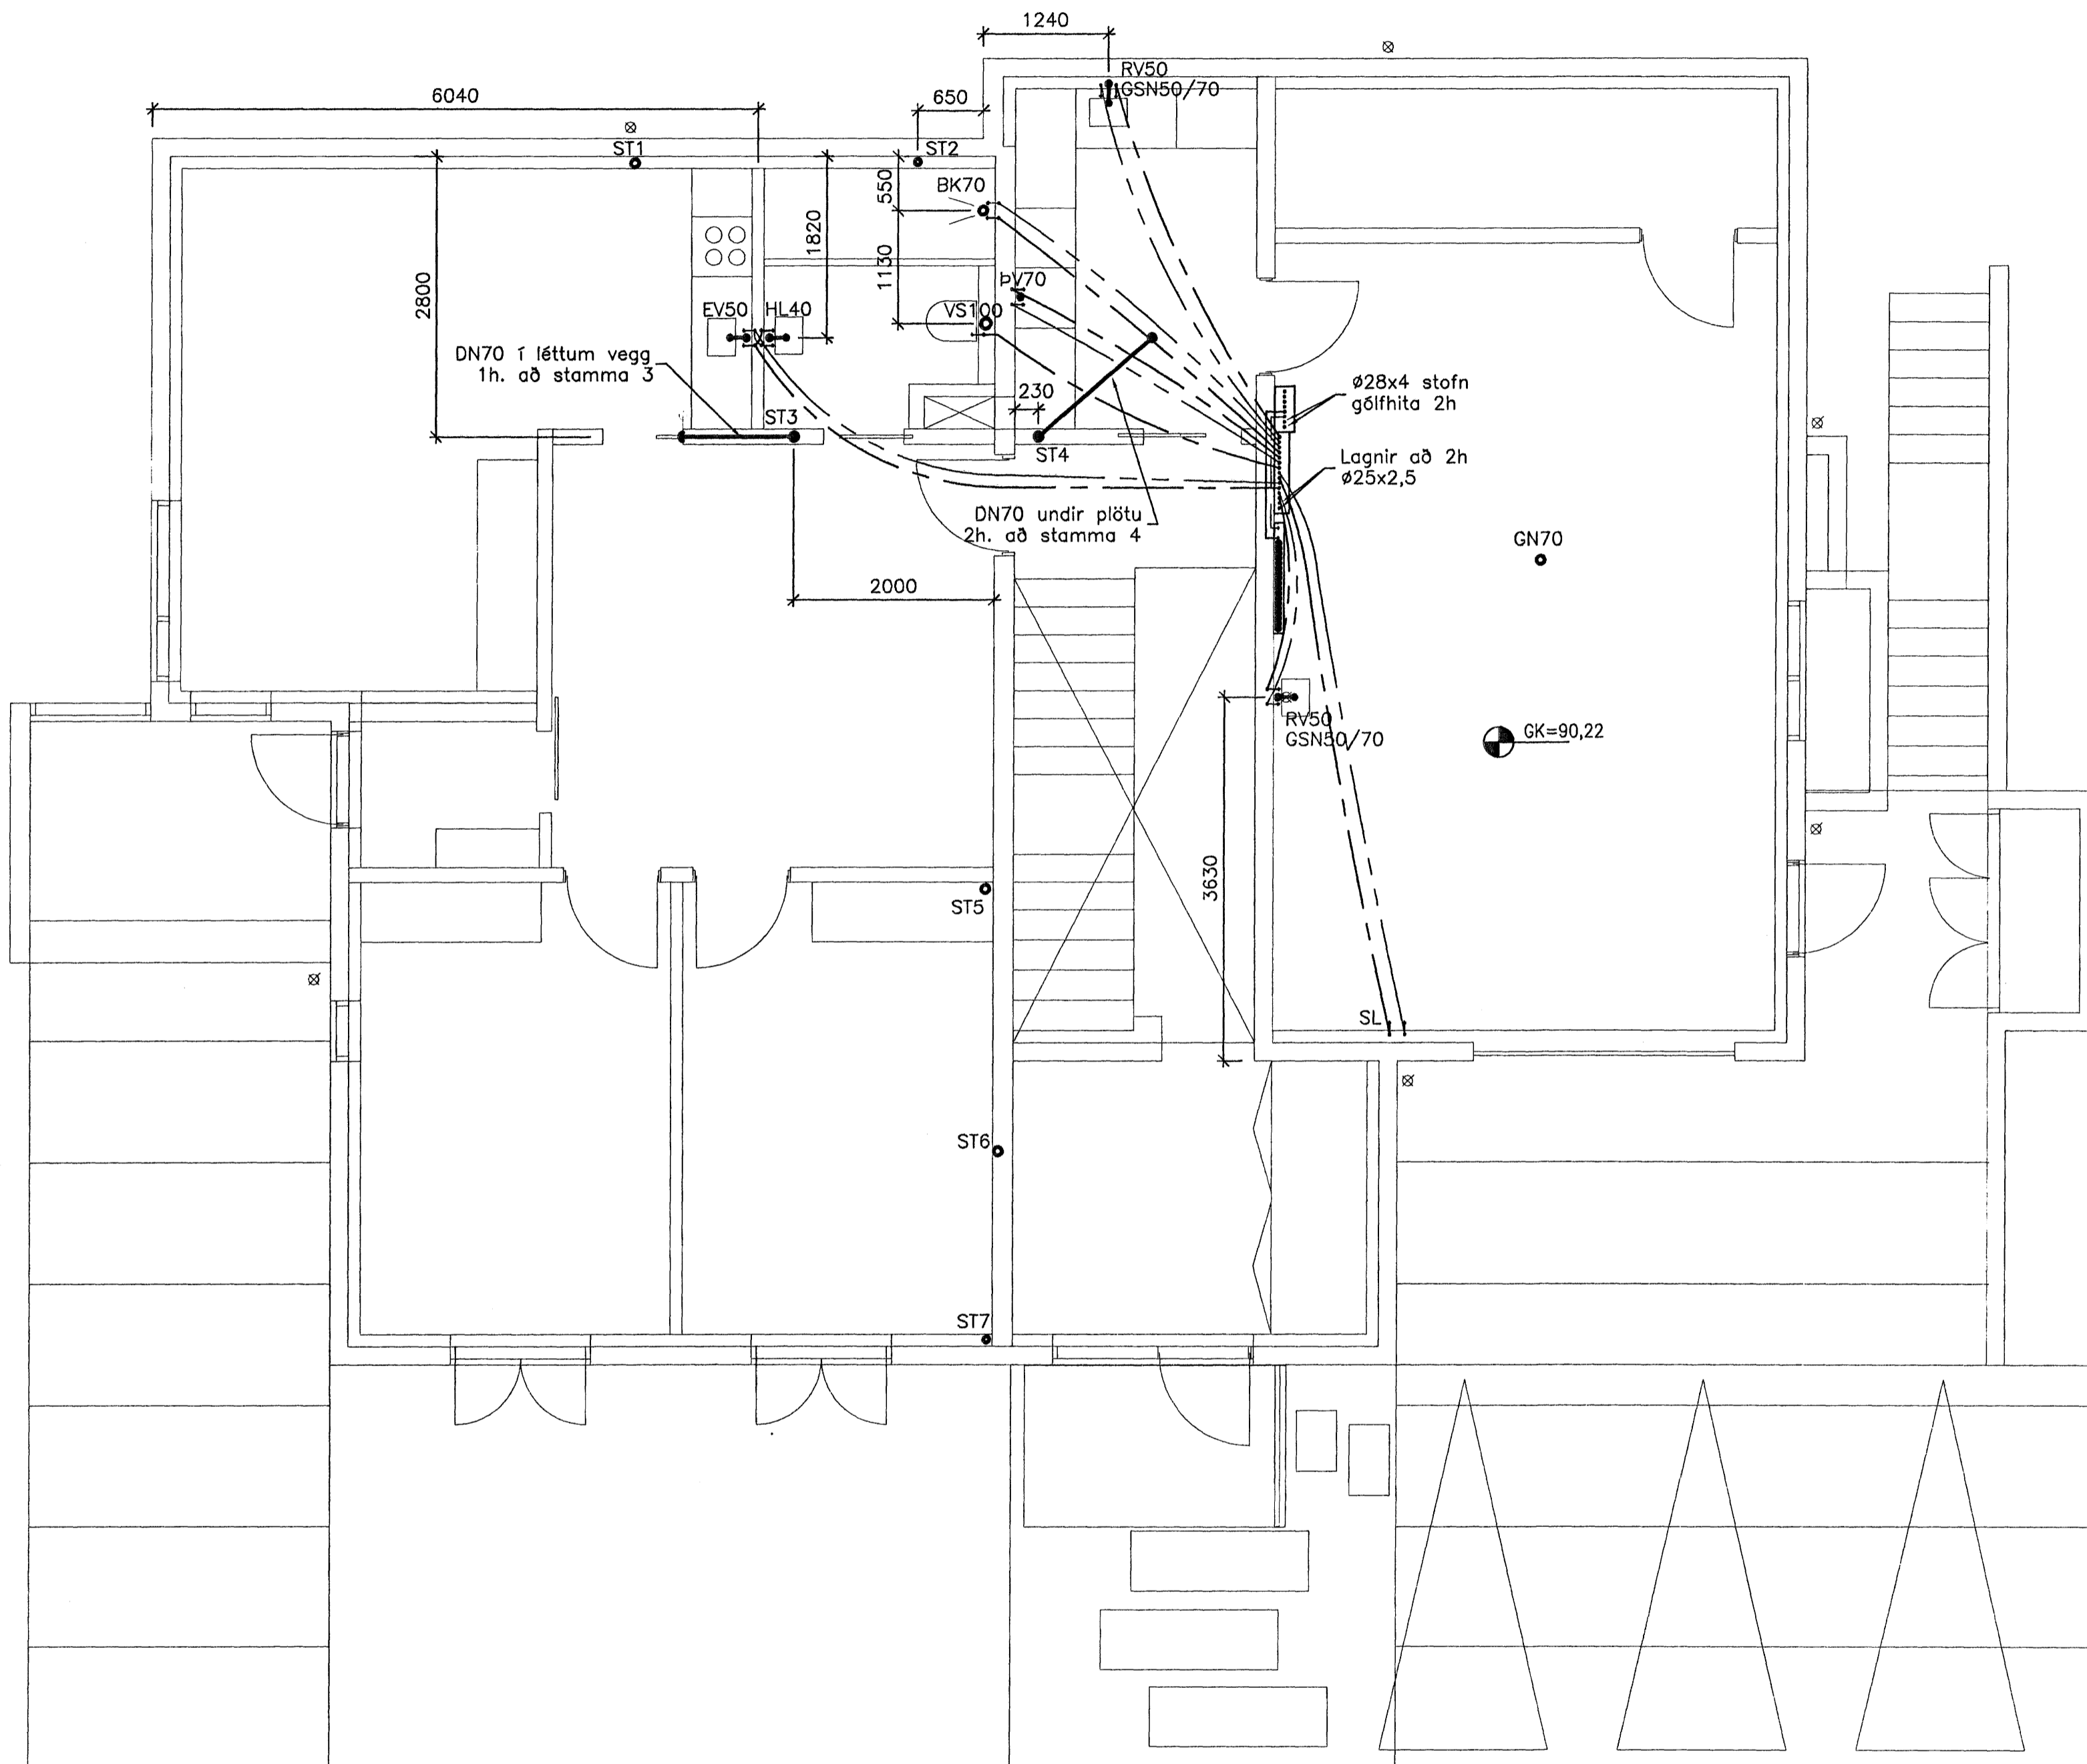 1240
RV50
GSN50/70
6040
650
ST1
ST2
BK70
550
1820
1130
2800
ÞV70
EV50
HL40
VS100
DN70 í léttum vegg
1h. að stamma 3
230
Ø28x4 stofn
gólfhita 2h
ST3
ST4
Lagnir að 2h
Ø25x2,5
DN70 undir plötu
2h. að stamma 4
GN70
2000
RV50
GSN50/70
GK=90,22
3630
ST5
SL
ST6
ST7